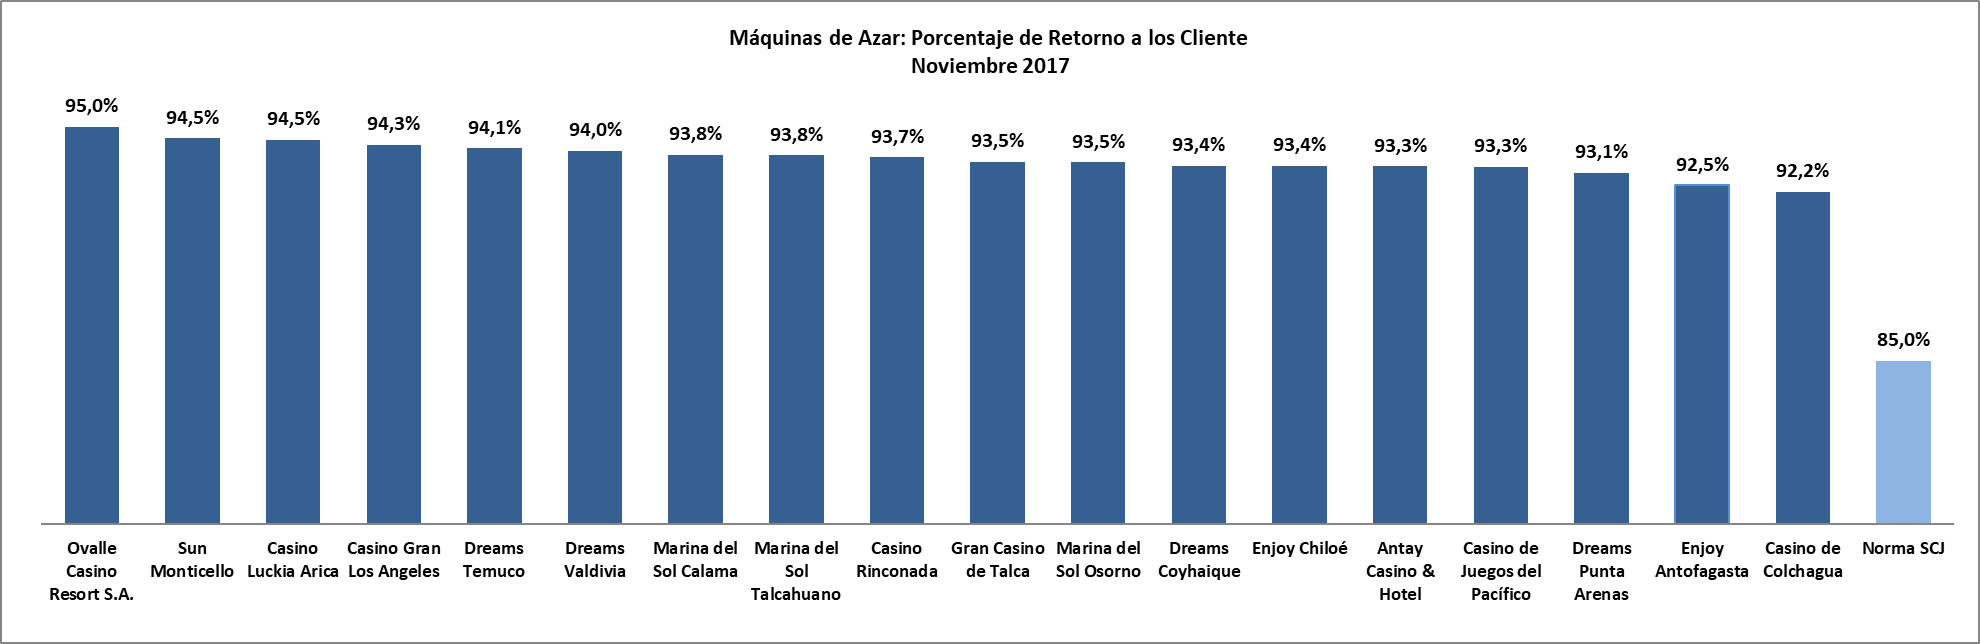 Máquinas de Azar: Porcentaje de Retorno a los Cliente
Noviembre 2017
95,0%
94,5%
94,5%
94,3%
94,1%
94,0%
93,8%
93,8%
93,7%
93,5%
93,5%
93,4%
93,4%
93,3%
93,3%
93,1%
92,5%
92,2%
85,0%
Ovalle
Casino
Resort S.A.
Sun
Monticello
Casino
Luckia Arica
Casino Gran
Los Angeles
Dreams
Temuco
Dreams
Valdivia
Marina del
Sol Calama
Marina del
Sol
Talcahuano
Casino
Rinconada
Gran Casino
de Talca
Marina del
Sol Osorno
Dreams
Coyhaique
Enjoy Chiloé
Antay
Casino &
Hotel
Casino de
Juegos del
Pacífico
Dreams
Punta
Arenas
Enjoy
Antofagasta
Casino de
Colchagua
Norma SCJ